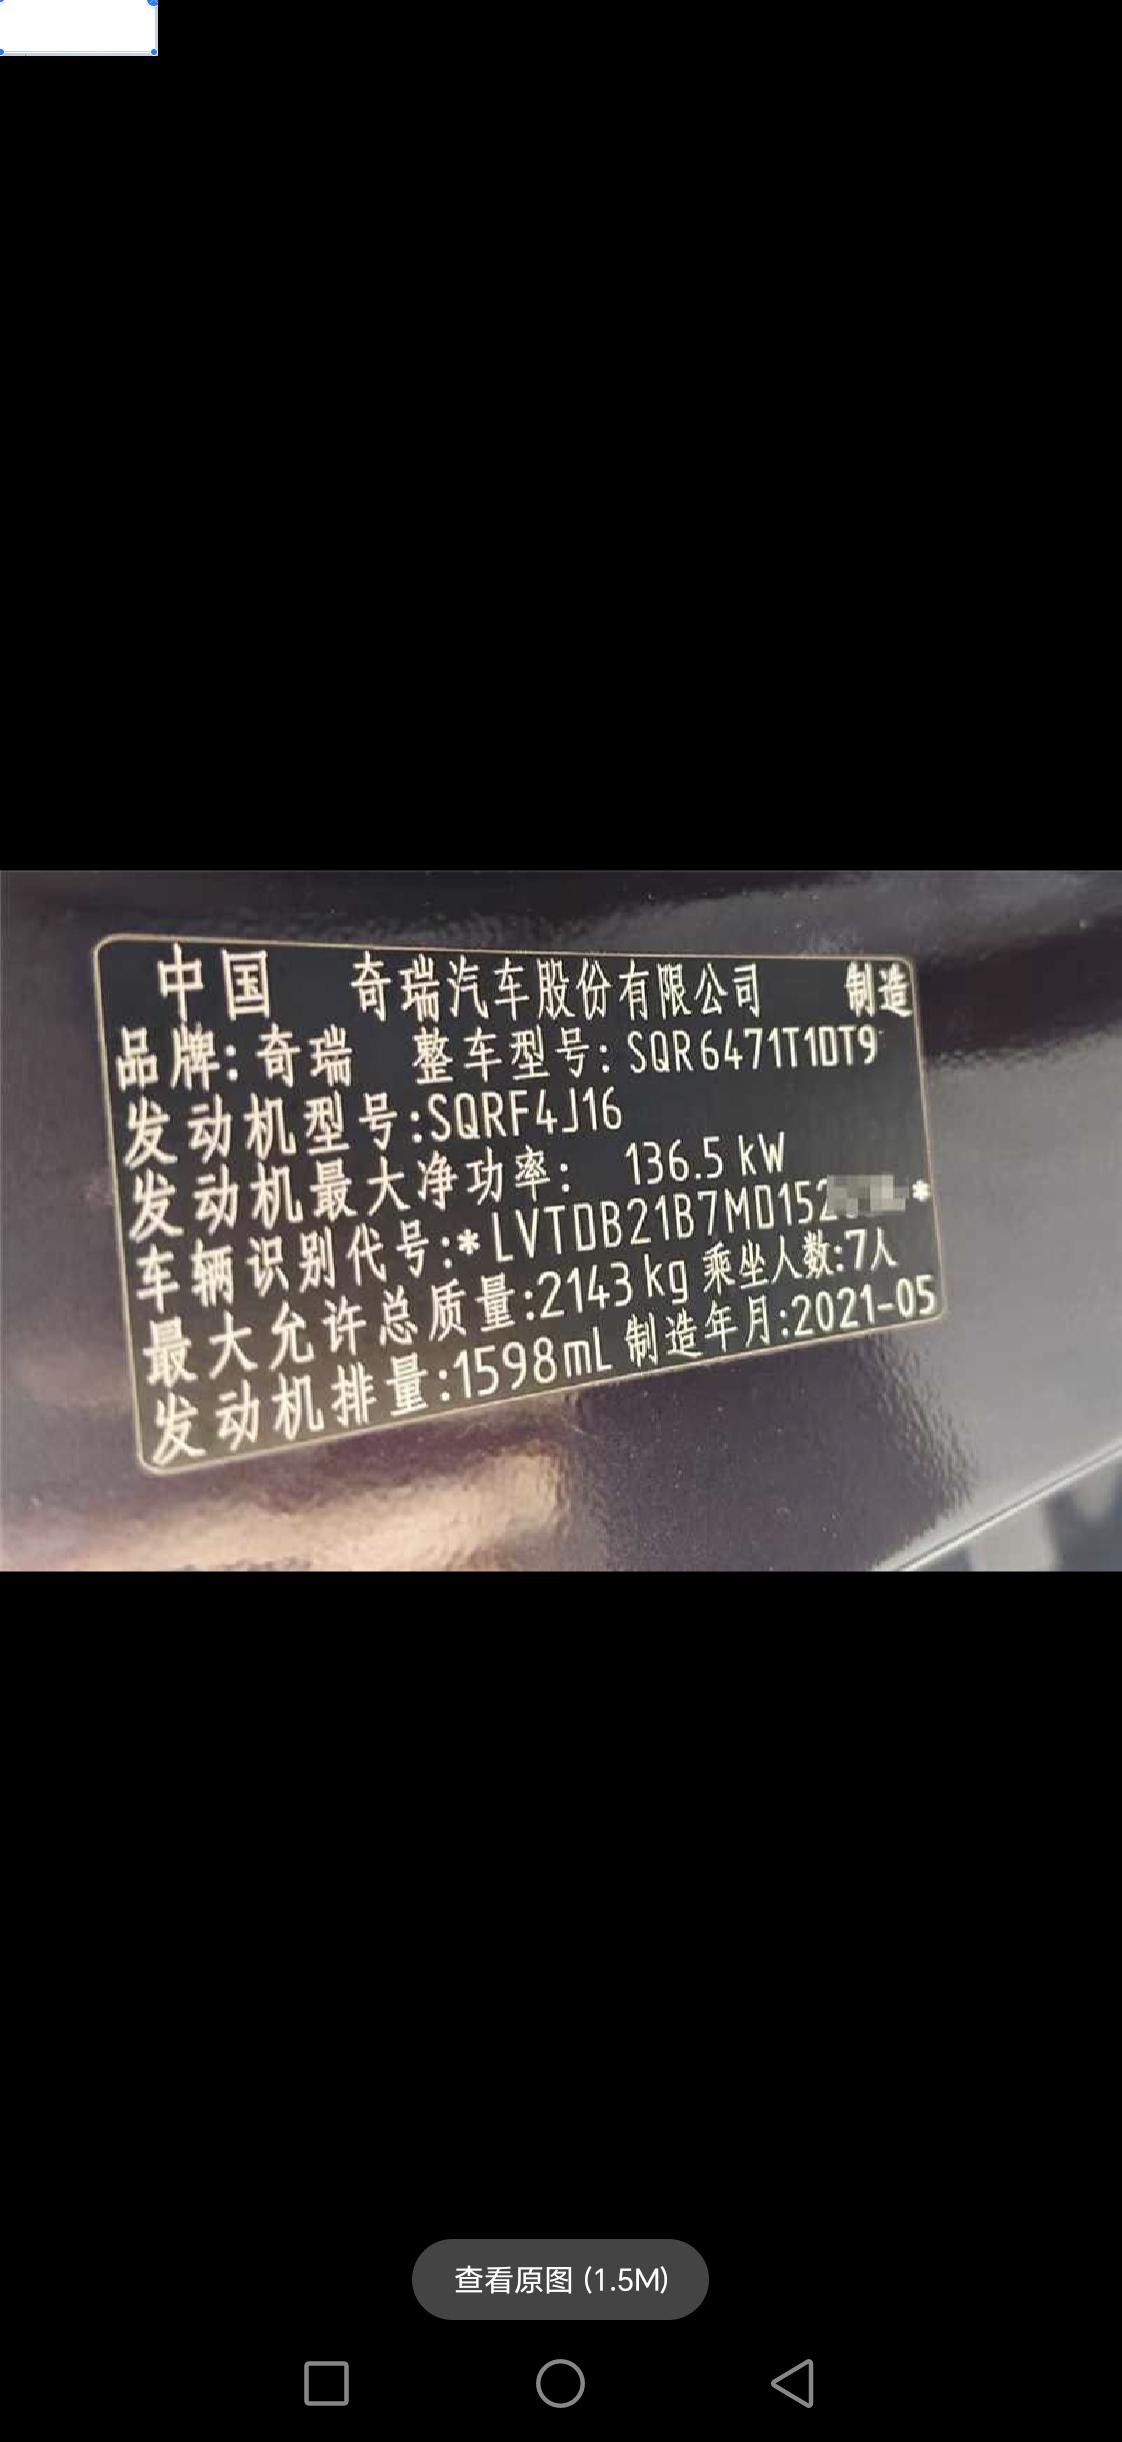 中国 奇瑞汽车股份有限公司 制造
品牌:奇瑞 整车型号:SQR6471T1DT9
发动机型号:SQRF4J16
发动机最大净功率: 136.5 kW
车辆识别代号:*LVTDB21B7MD152 *
最大允许总质量:2143 kg 乘坐人数:7人
发动机排量:1598mL 制造年月:2021-05
查看原图 (1.5M)